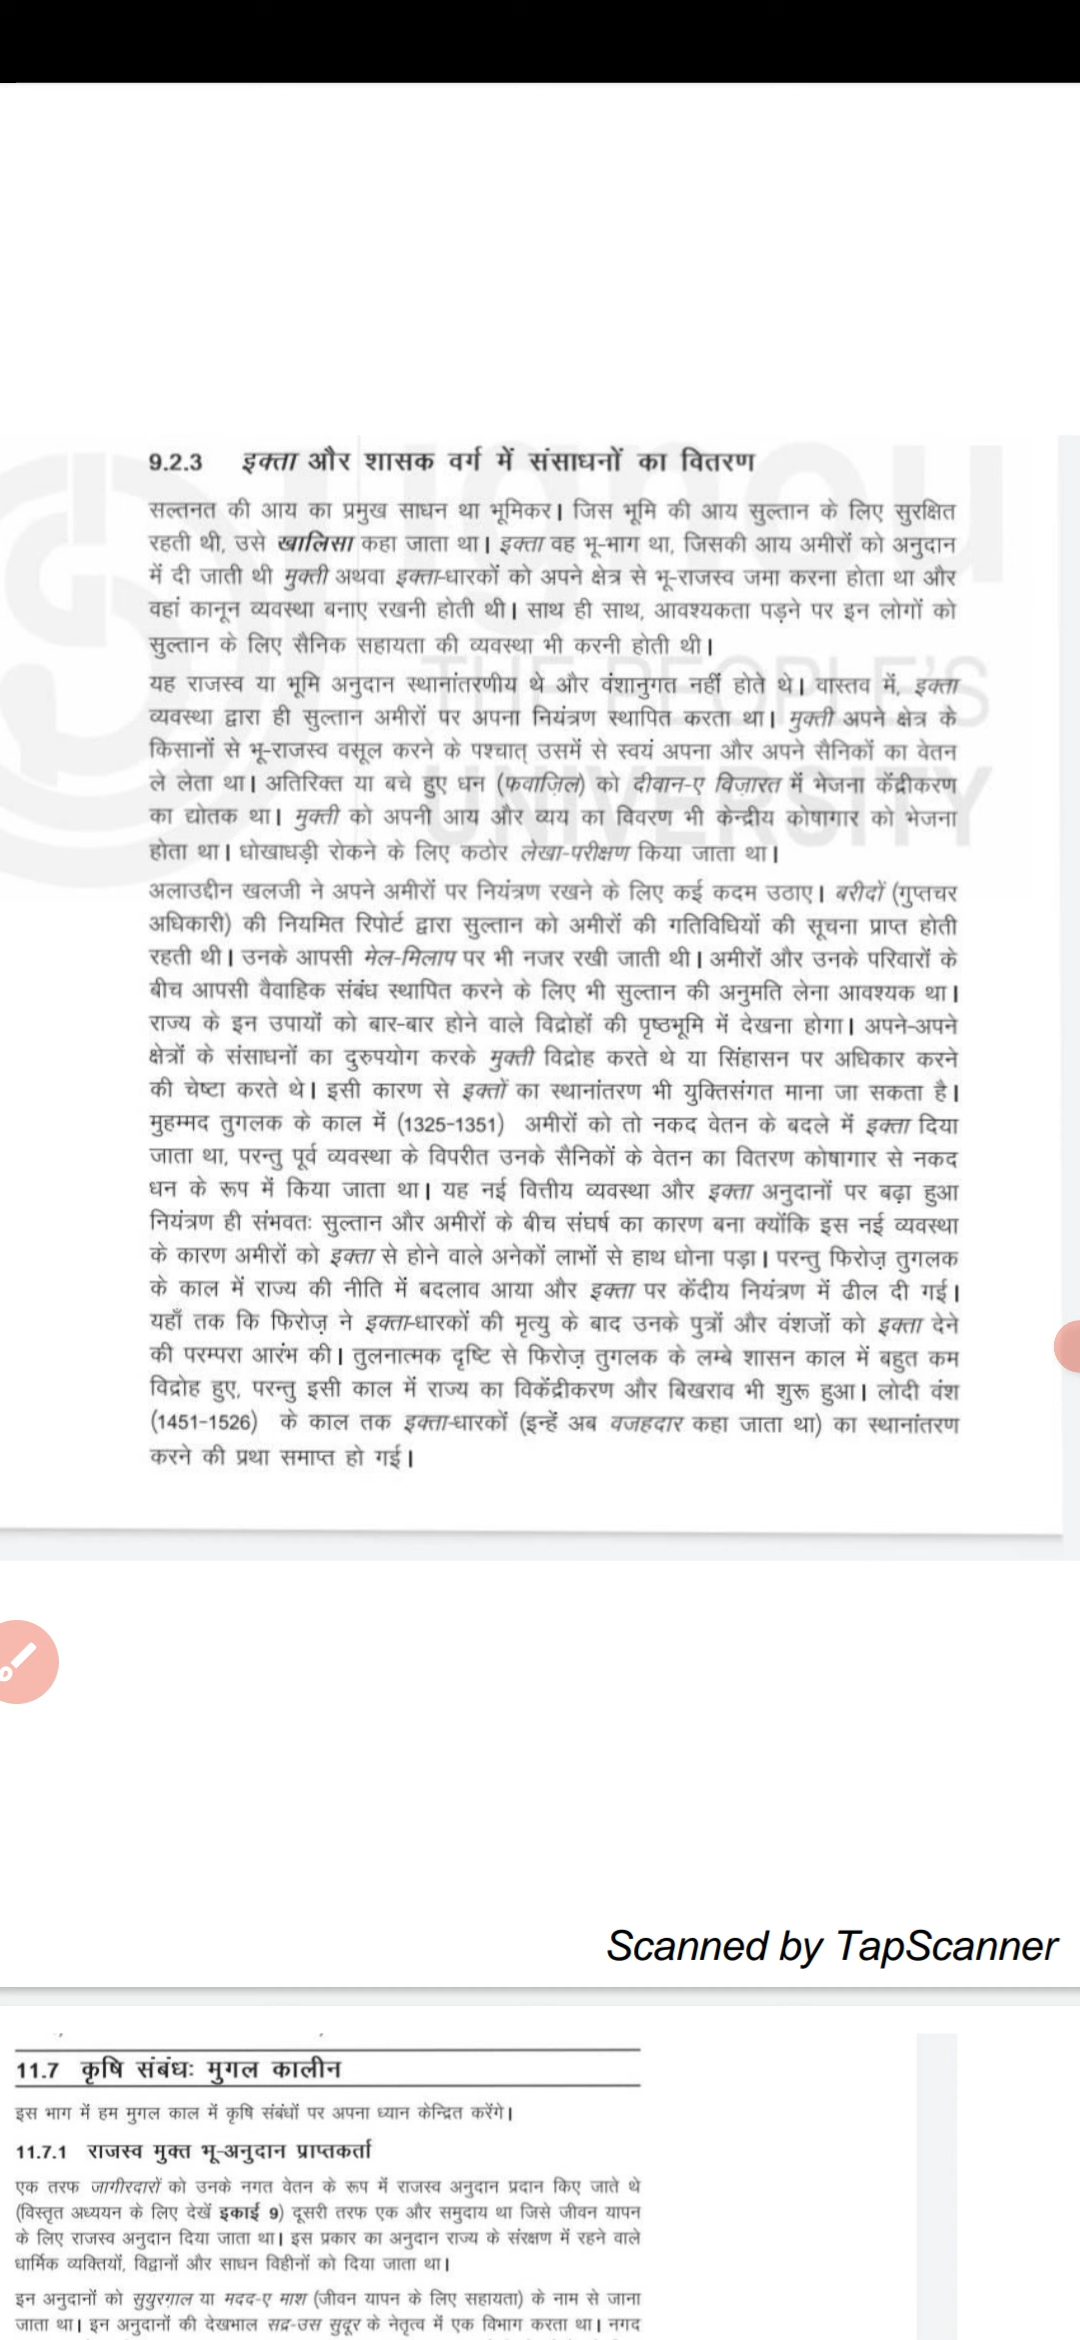 9.2.3 इक्ता और शासक वर्ग में संसाधनों का वितरण
सल्तनत की आय का प्रमुख साधन था भूमिकर। जिस भूमि की आय सुल्तान के लिए सुरक्षित
रहती थी, उसे खालिसा कहा जाता था। इक्ता वह भू-भाग था, जिसकी आय अमीरों को अनुदान
में दी जाती थी मुक्ती अथवा इक्ता-धारकों को अपने क्षेत्र से भू-राजस्व जमा करना होता था और
वहां कानून व्यवस्था बनाए रखनी होती थी। साथ ही साथ, आवश्यकता पड़ने पर इन लोगों को
सुल्तान के लिए सैनिक सहायता की व्यवस्था भी करनी होती थी।
यह राजस्व या भूमि अनुदान स्थानांतरणीय थे और वंशानुगत नहीं होते थे। वास्तव में, इक्ता
व्यवस्था द्वारा ही सुल्तान अमीरों पर अपना नियंत्रण स्थापित करता था। मुक्ती अपने क्षेत्र के
किसानों से भू-राजस्व वसूल करने के पश्चात् उसमें से स्वयं अपना और अपने सैनिकों का वेतन
ले लेता था। अतिरिक्त या बचे हुए धन (फवाज़िल) को दीवान-ए विज़ारत में भेजना केंद्रीकरण
का द्योतक था। मुक्ती को अपनी आय और व्यय का विवरण भी केन्द्रीय कोषागार को भेजना
होता था। धोखाधड़ी रोकने के लिए कठोर लेखा-परीक्षण किया जाता था।
अलाउद्दीन खलजी ने अपने अमीरों पर नियंत्रण रखने के लिए कई कदम उठाए। बरीदों (गुप्तचर
अधिकारी) की नियमित रिपोर्ट द्वारा सुल्तान को अमीरों की गतिविधियों की सूचना प्राप्त होती
रहती थी। उनके आपसी मेल-मिलाप पर भी नजर रखी जाती थी। अमीरों और उनके परिवारों के
बीच आपसी वैवाहिक संबंध स्थापित करने के लिए भी सुल्तान की अनुमति लेना आवश्यक था।
राज्य के इन उपायों को बार-बार होने वाले विद्रोहों की पृष्ठभूमि में देखना होगा। अपने-अपने
क्षेत्रों के संसाधनों का दुरुपयोग करके मुक्ती विद्रोह करते थे या सिंहासन पर अधिकार करने
की चेष्टा करते थे। इसी कारण से इक्तों का स्थानांतरण भी युक्तिसंगत माना जा सकता है।
मुहम्मद तुगलक के काल में (1325-1351) अमीरों को तो नकद वेतन के बदले में इक्ता दिया
जाता था, परन्तु पूर्व व्यवस्था के विपरीत उनके सैनिकों के वेतन का वितरण कोषागार से नकद
धन के रूप में किया जाता था। यह नई वित्तीय व्यवस्था और इक्ता अनुदानों पर बढ़ा हुआ
नियंत्रण ही संभवतः सुल्तान और अमीरों के बीच संघर्ष का कारण बना क्योंकि इस नई व्यवस्था
के कारण अमीरों को इक्ता से होने वाले अनेकों लाभों से हाथ धोना पड़ा। परन्तु फिरोज़ तुगलक
के काल में राज्य की नीति में बदलाव आया और इक्ता पर केंदीय नियंत्रण में ढील दी गई।
यहाँ तक कि फिरोज़ ने इक्ता-धारकों की मृत्यु के बाद उनके पुत्रों और वंशजों को इक्ता देने
की परम्परा आरंभ की। तुलनात्मक दृष्टि से फिरोज़ तुगलक के लम्बे शासन काल में बहुत कम
विद्रोह हुए, परन्तु इसी काल में राज्य का विकेंद्रीकरण और बिखराव भी शुरू हुआ। लोदी वंश
(1451-1526) के काल तक इक्ता-धारकों (इन्हें अब वजहदार कहा जाता था) का स्थानांतरण
करने की प्रथा समाप्त हो गई।
ignou
THE PEOPLE'S
UNIVERSITY
Scanned by TapScanner
11.7 कृषि संबंधः मुगल कालीन
इस भाग में हम मुगल काल में कृषि संबंधों पर अपना ध्यान केन्द्रित करेंगे।
11.7.1 राजस्व मुक्त भू-अनुदान प्राप्तकर्ता
एक तरफ जागीरदारों को उनके नगत वेतन के रूप में राजस्व अनुदान प्रदान किए जाते थे
(विस्तृत अध्ययन के लिए देखें इकाई 9) दूसरी तरफ एक और समुदाय था जिसे जीवन यापन
के लिए राजस्व अनुदान दिया जाता था। इस प्रकार का अनुदान राज्य के संरक्षण में रहने वाले
धार्मिक व्यक्तियों, विद्वानों और साधन विहीनों को दिया जाता था।
इन अनुदानों को सुयुरग़ाल या मदद-ए माश (जीवन यापन के लिए सहायता) के नाम से जाना
जाता था। इन अनुदानों की देखभाल सद्र-उस सुदूर के नेतृत्व में एक विभाग करता था। नगद